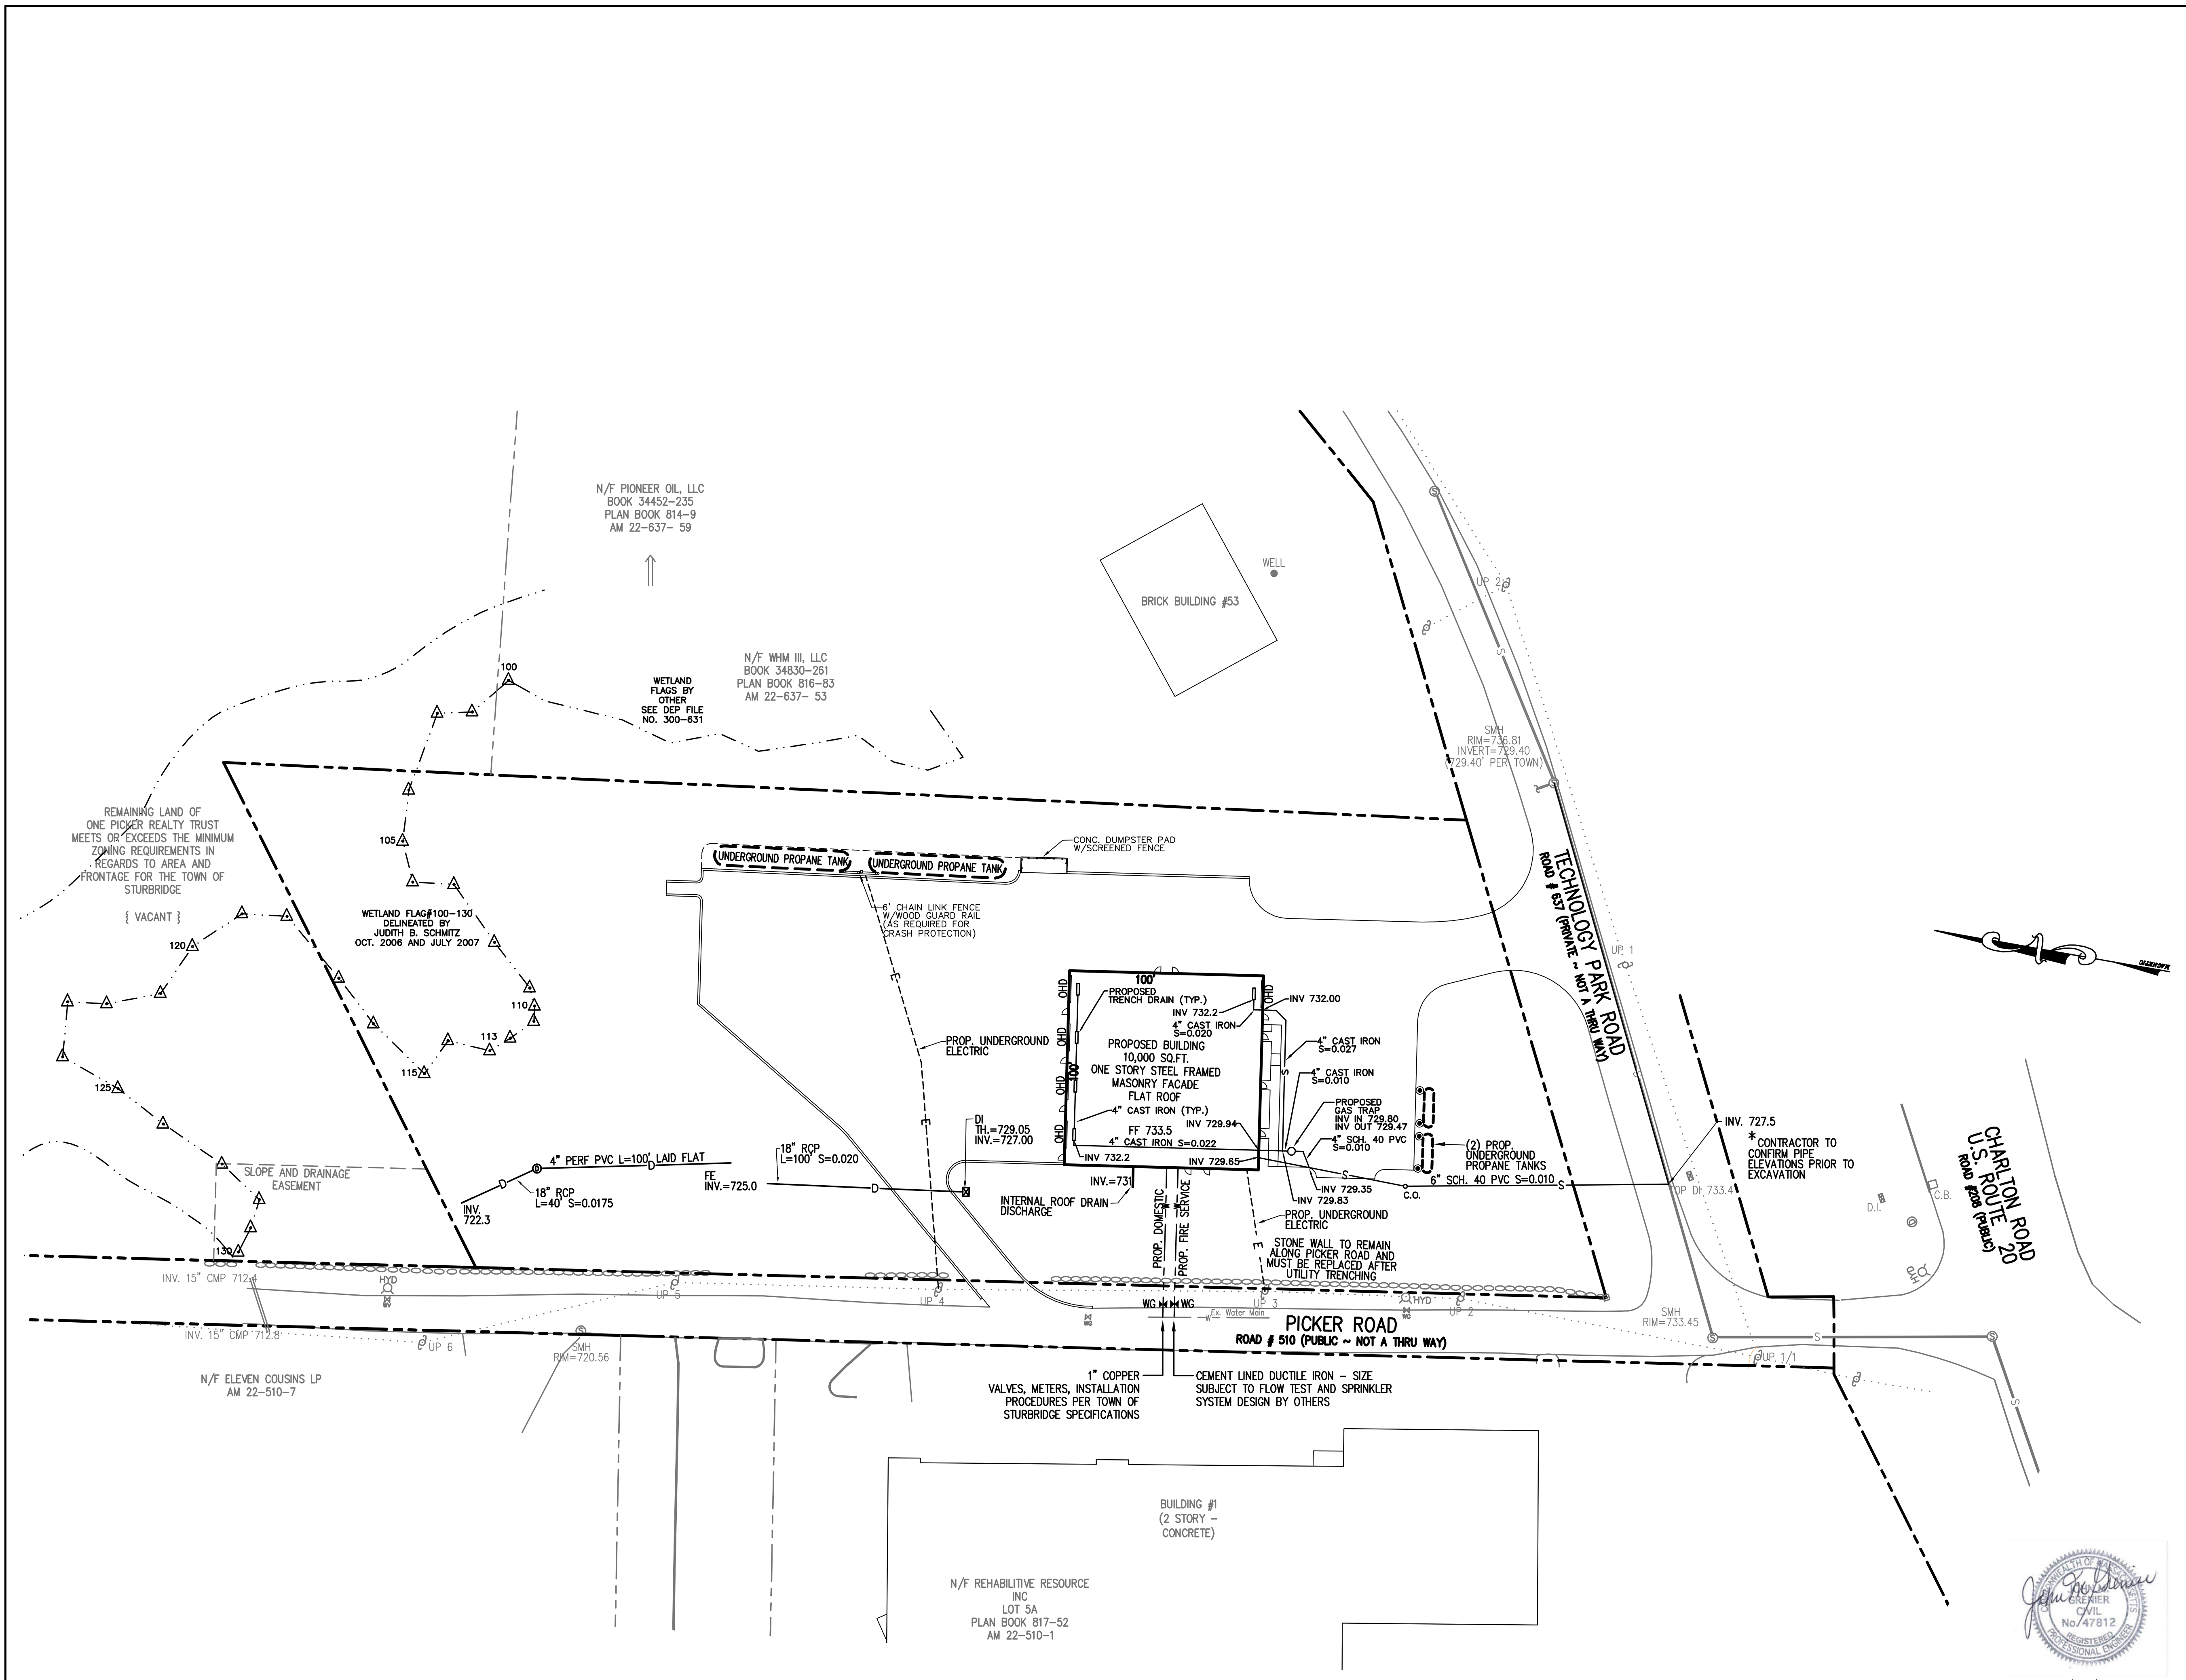 N/F PIONEER OIL, LLC
BOOK 34452-235
PLAN BOOK 814-9
AM 22-637- 59
WELL
BRICK BUILDING #53
UP 2
S
N/F WHM III, LLC
BOOK 34830-261
PLAN BOOK 816-83
AM 22-637- 53
WETLAND
FLAGS BY
OTHER
SEE DEP FILE
NO. 300-631
100
SMH
RIM=736.81
INVERT=729.40
(729.40' PER TOWN)
REMAINING LAND OF
ONE PICKER REALTY TRUST
MEETS OR EXCEEDS THE MINIMUM
ZONING REQUIREMENTS IN
REGARDS TO AREA AND
FRONTAGE FOR THE TOWN OF
STURBRIDGE
{ VACANT }
105
CONC. DUMPSTER PAD
W/SCREENED FENCE
UNDERGROUND PROPANE TANK
UNDERGROUND PROPANE TANK
6' CHAIN LINK FENCE
W/WOOD GUARD RAIL
(AS REQUIRED FOR
CRASH PROTECTION)
TECHNOLOGY PARK ROAD
ROAD # 637 (PRIVATE ~ NOT A THRU WAY)
UP 1
WETLAND FLAG#100-130
DELINEATED BY
JUDITH B. SCHMITZ
OCT. 2006 AND JULY 2007
120
110
113
115
125
130
MAGNETIC
100'
100'
OHD
OHD
OHD
OHD
OHD
PROPOSED
TRENCH DRAIN (TYP.)
INV 732.2
INV 732.00
4" CAST IRON
S=0.020
PROPOSED BUILDING
10,000 SQ.FT.
ONE STORY STEEL FRAMED
MASONRY FACADE
FLAT ROOF
4" CAST IRON (TYP.)
FF 733.5
INV 729.94
4" CAST IRON S=0.022
INV 732.2
INV 729.65
PROP. UNDERGROUND
ELECTRIC
E
E
4" CAST IRON
S=0.027
S
4" CAST IRON
S=0.010
PROPOSED
GAS TRAP
INV IN 729.80
INV OUT 729.47
4" SCH. 40 PVC
S=0.010
INV 729.35
INV 729.83
S
C.O.
6" SCH. 40 PVC S=0.010
S
S
(2) PROP.
UNDERGROUND
PROPANE TANKS
INV. 727.5
* CONTRACTOR TO
CONFIRM PIPE
ELEVATIONS PRIOR TO
EXCAVATION
TOP DI 733.4
D.I.
C.B.
HYD
CHARLTON ROAD
U.S. ROUTE 20
ROAD #208 (PUBLIC)
DI
TH.=729.05
INV.=727.00
18" RCP
L=100' S=0.020
D
FE
INV.=725.0
4" PERF PVC L=100' LAID FLAT
D
D
18" RCP
L=40' S=0.0175
INV.
722.3
SLOPE AND DRAINAGE
EASEMENT
INV.=731
INTERNAL ROOF DRAIN
DISCHARGE
PROP. DOMESTIC
W
PROP. FIRE SERVICE
W
PROP. UNDERGROUND
ELECTRIC
E
STONE WALL TO REMAIN
ALONG PICKER ROAD AND
MUST BE REPLACED AFTER
UTILITY TRENCHING
INV. 15" CMP 712.4
HYD
WG
UP 5
UP 4
WG
WG
WG
UP 3
HYD
WG
UP 2
W
Ex. Water Main
PICKER ROAD
ROAD # 510 (PUBLIC ~ NOT A THRU WAY)
SMH
RIM=733.45
S
UP. 1/1
S
INV. 15" CMP 712.8
UP 6
SMH
RIM=720.56
N/F ELEVEN COUSINS LP
AM 22-510-7
1" COPPER
VALVES, METERS, INSTALLATION
PROCEDURES PER TOWN OF
STURBRIDGE SPECIFICATIONS
CEMENT LINED DUCTILE IRON - SIZE
SUBJECT TO FLOW TEST AND SPRINKLER
SYSTEM DESIGN BY OTHERS
BUILDING #1
(2 STORY -
CONCRETE)
N/F REHABILITIVE RESOURCE
INC
LOT 5A
PLAN BOOK 817-52
AM 22-510-1
COMMONWEALTH OF MASSACHUSETTS
JOHN M.
GRENIER
CIVIL
No. 47812
REGISTERED
PROFESSIONAL ENGINEER